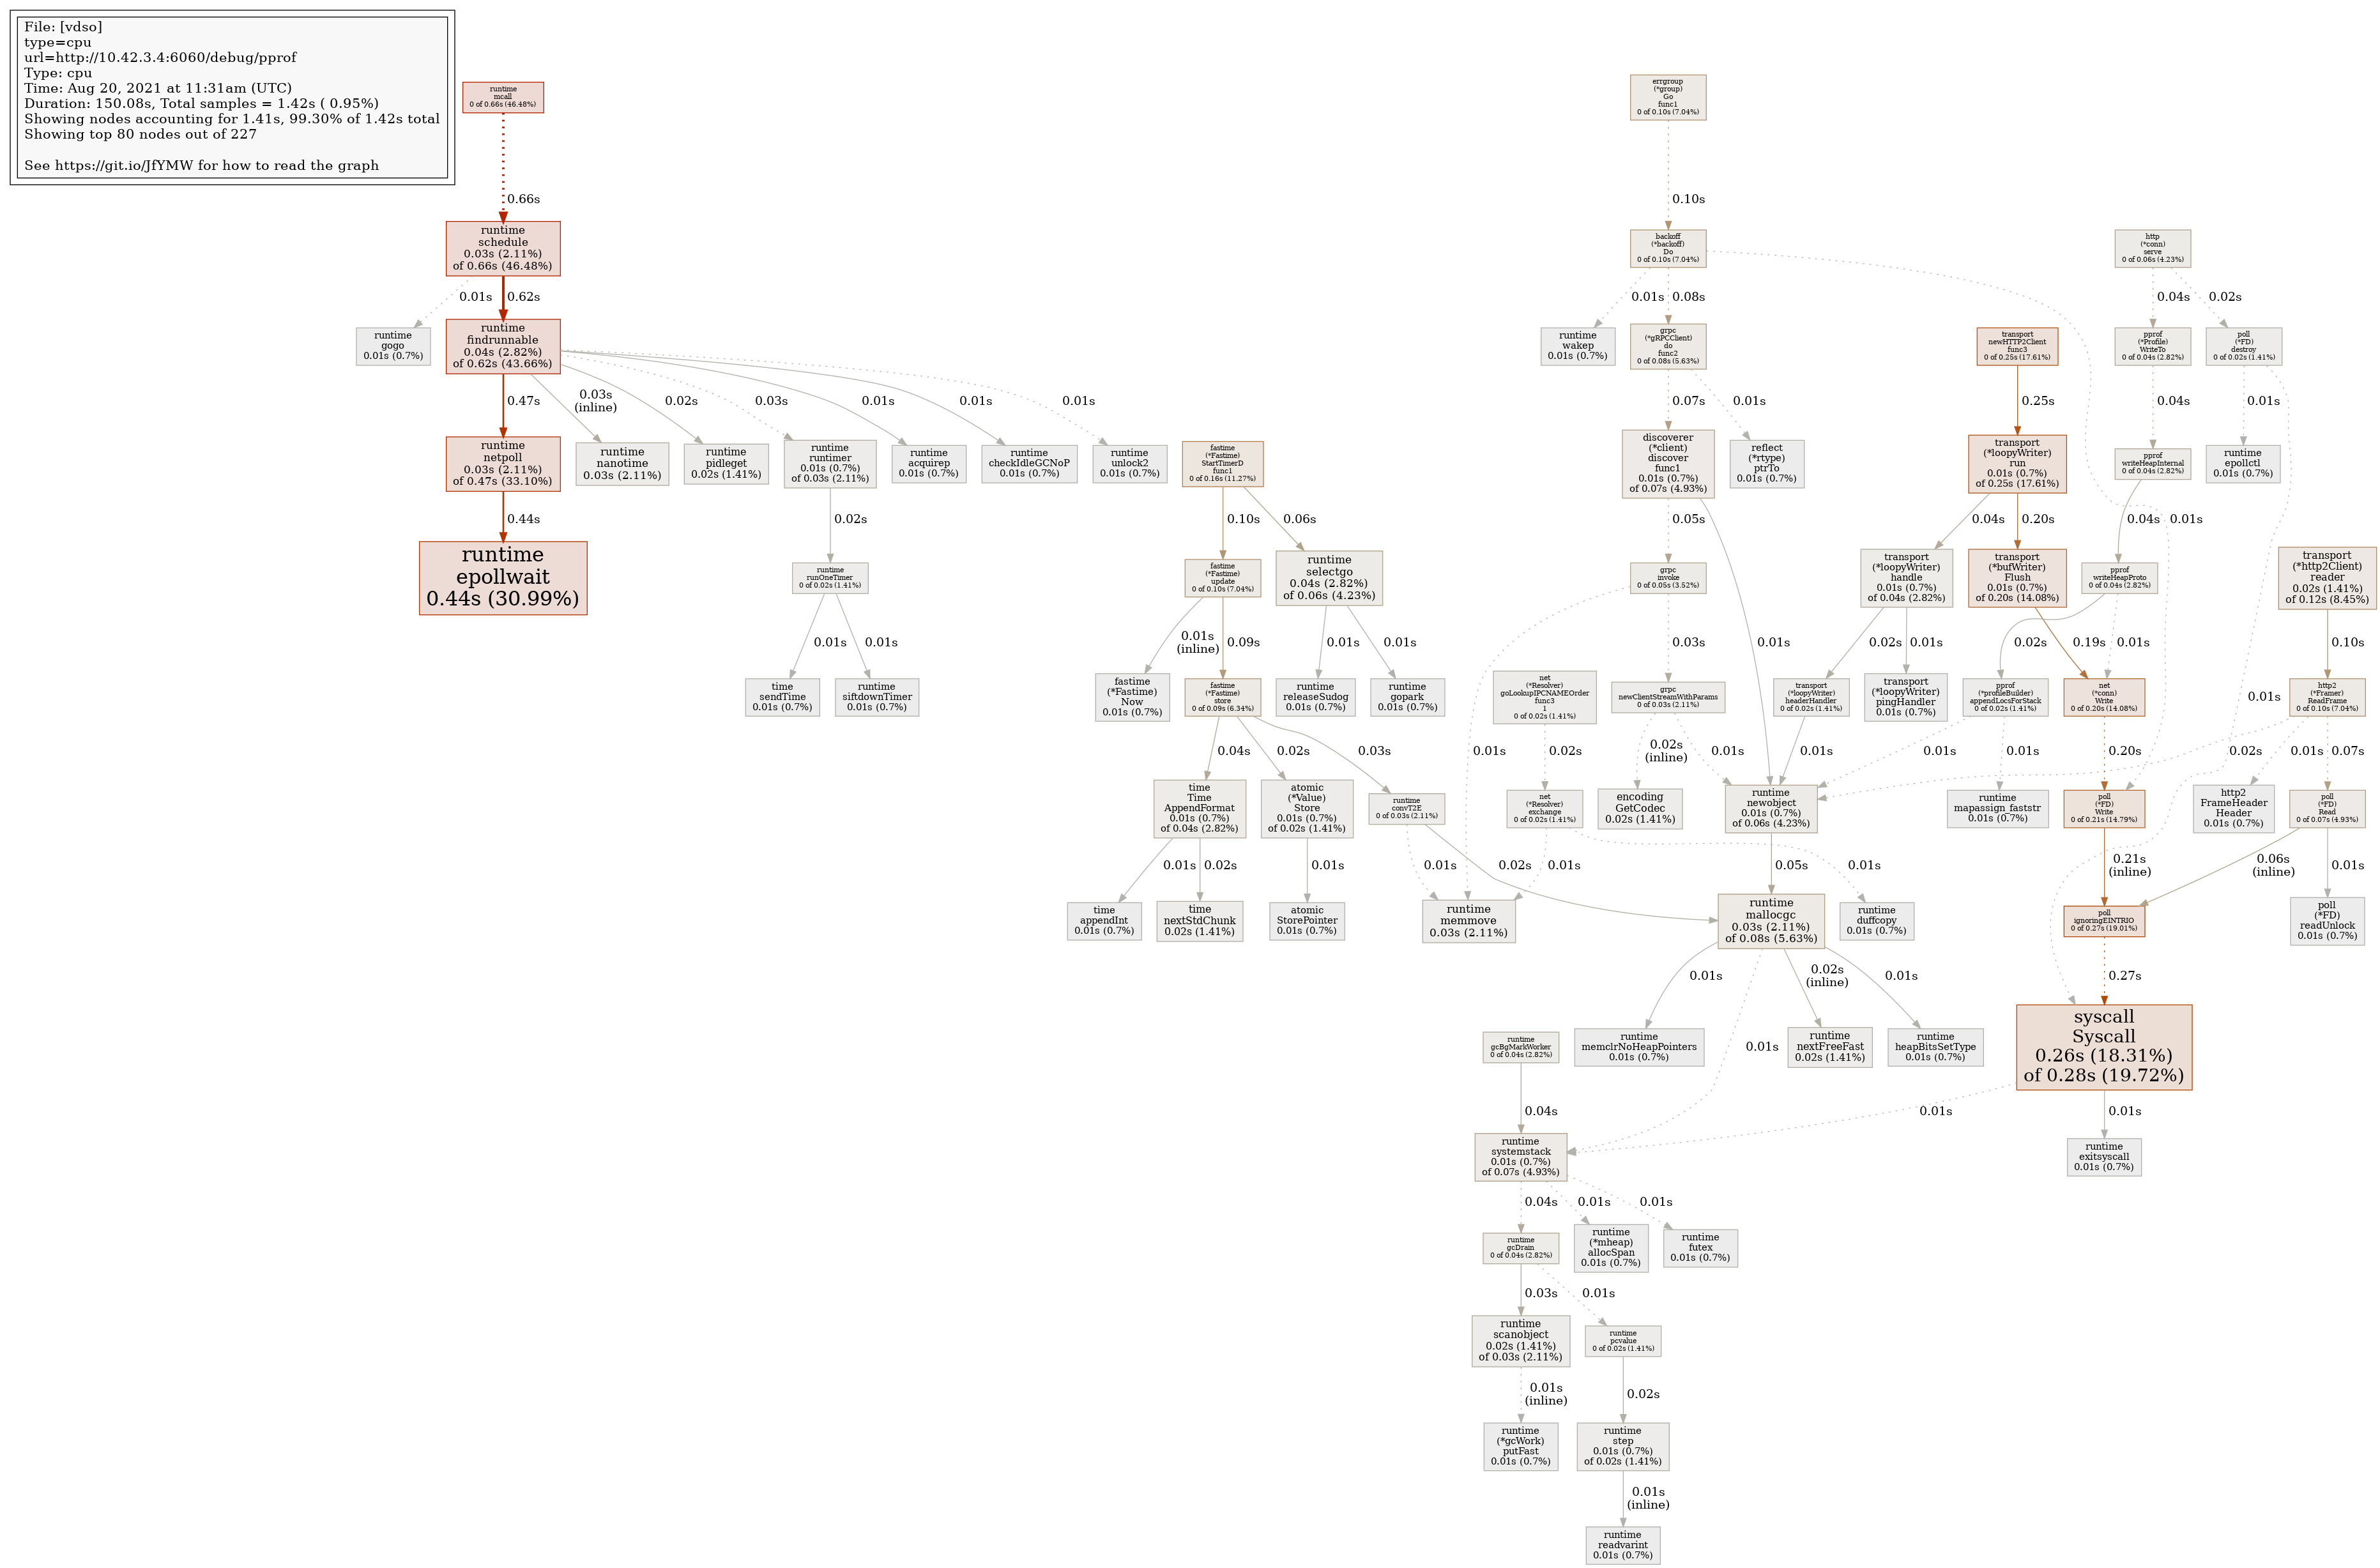 File: [vdso]
type=cpu
url=http://10.42.3.4:6060/debug/pprof
Type: cpu
Time: Aug 20, 2021 at 11:31am (UTC)
Duration: 150.08s, Total samples = 1.42s ( 0.95%)
Showing nodes accounting for 1.41s, 99.30% of 1.42s total
Showing top 80 nodes out of 227
See https://git.io/JfYMW for how to read the graph
runtime
mcall
0 of 0.66s (46.48%)
0.66s
runtime
schedule
0.03s (2.11%)
of 0.66s (46.48%)
0.01s
0.62s
runtime
gogo
0.01s (0.7%)
runtime
findrunnable
0.04s (2.82%)
of 0.62s (43.66%)
0.47s
0.03s
(inline)
0.02s
0.03s
0.01s
0.01s
0.01s
runtime
netpoll
0.03s (2.11%)
of 0.47s (33.10%)
runtime
nanotime
0.03s (2.11%)
runtime
pidleget
0.02s (1.41%)
runtime
runtimer
0.01s (0.7%)
of 0.03s (2.11%)
runtime
acquirep
0.01s (0.7%)
runtime
checkIdleGCNoP
0.01s (0.7%)
runtime
unlock2
0.01s (0.7%)
0.44s
0.02s
runtime
epollwait
0.44s (30.99%)
runtime
runOneTimer
0 of 0.02s (1.41%)
0.01s
0.01s
time
sendTime
0.01s (0.7%)
runtime
siftdownTimer
0.01s (0.7%)
fastime
(*Fastime)
StartTimerD
func1
0 of 0.16s (11.27%)
0.10s
0.06s
fastime
(*Fastime)
update
0 of 0.10s (7.04%)
runtime
selectgo
0.04s (2.82%)
of 0.06s (4.23%)
0.01s
(inline)
0.09s
0.01s
0.01s
fastime
(*Fastime)
Now
0.01s (0.7%)
fastime
(*Fastime)
store
0 of 0.09s (6.34%)
runtime
releaseSudog
0.01s (0.7%)
runtime
gopark
0.01s (0.7%)
0.04s
0.02s
0.03s
time
Time
AppendFormat
0.01s (0.7%)
of 0.04s (2.82%)
atomic
(*Value)
Store
0.01s (0.7%)
of 0.02s (1.41%)
runtime
convT2E
0 of 0.03s (2.11%)
0.01s
0.02s
0.01s
0.01s
0.02s
time
appendInt
0.01s (0.7%)
time
nextStdChunk
0.02s (1.41%)
atomic
StorePointer
0.01s (0.7%)
runtime
memmove
0.03s (2.11%)
errgroup
(*group)
Go
func1
0 of 0.10s (7.04%)
0.10s
backoff
(*backoff)
Do
0 of 0.10s (7.04%)
0.01s
0.08s
0.01s
runtime
wakep
0.01s (0.7%)
grpc
(*gRPCClient)
do
func2
0 of 0.08s (5.63%)
0.07s
0.01s
discoverer
(*client)
discover
func1
0.01s (0.7%)
of 0.07s (4.93%)
reflect
(*rtype)
ptrTo
0.01s (0.7%)
0.05s
0.01s
grpc
invoke
0 of 0.05s (3.52%)
0.01s
0.03s
net
(*Resolver)
goLookupIPCNAMEOrder
func3
1
0 of 0.02s (1.41%)
0.02s
net
(*Resolver)
exchange
0 of 0.02s (1.41%)
0.01s
0.01s
grpc
newClientStreamWithParams
0 of 0.03s (2.11%)
0.02s
(inline)
0.01s
encoding
GetCodec
0.02s (1.41%)
runtime
newobject
0.01s (0.7%)
of 0.06s (4.23%)
0.05s
runtime
mallocgc
0.03s (2.11%)
of 0.08s (5.63%)
runtime
duffcopy
0.01s (0.7%)
0.01s
0.01s
0.02s
(inline)
0.01s
runtime
memclrNoHeapPointers
0.01s (0.7%)
runtime
nextFreeFast
0.02s (1.41%)
runtime
heapBitsSetType
0.01s (0.7%)
http
(*conn)
serve
0 of 0.06s (4.23%)
0.04s
0.02s
pprof
(*Profile)
WriteTo
0 of 0.04s (2.82%)
poll
(*FD)
destroy
0 of 0.02s (1.41%)
0.04s
0.01s
0.01s
pprof
writeHeapInternal
0 of 0.04s (2.82%)
runtime
epollctl
0.01s (0.7%)
0.04s
pprof
writeHeapProto
0 of 0.04s (2.82%)
0.02s
0.01s
pprof
(*profileBuilder)
appendLocsForStack
0 of 0.02s (1.41%)
0.01s
0.01s
runtime
mapassign_faststr
0.01s (0.7%)
transport
newHTTP2Client
func3
0 of 0.25s (17.61%)
0.25s
transport
(*loopyWriter)
run
0.01s (0.7%)
of 0.25s (17.61%)
0.04s
0.20s
transport
(*loopyWriter)
handle
0.01s (0.7%)
of 0.04s (2.82%)
transport
(*bufWriter)
Flush
0.01s (0.7%)
of 0.20s (14.08%)
0.02s
0.01s
0.19s
transport
(*loopyWriter)
headerHandler
0 of 0.02s (1.41%)
transport
(*loopyWriter)
pingHandler
0.01s (0.7%)
0.01s
net
(*conn)
Write
0 of 0.20s (14.08%)
0.20s
poll
(*FD)
Write
0 of 0.21s (14.79%)
0.21s
(inline)
transport
(*http2Client)
reader
0.02s (1.41%)
of 0.12s (8.45%)
0.10s
http2
(*Framer)
ReadFrame
0 of 0.10s (7.04%)
0.02s
0.01s
0.07s
http2
FrameHeader
Header
0.01s (0.7%)
poll
(*FD)
Read
0 of 0.07s (4.93%)
0.06s
(inline)
0.01s
poll
ignoringEINTRIO
0 of 0.27s (19.01%)
poll
(*FD)
readUnlock
0.01s (0.7%)
0.27s
syscall
Syscall
0.26s (18.31%)
of 0.28s (19.72%)
0.01s
0.01s
runtime
exitsyscall
0.01s (0.7%)
runtime
gcBgMarkWorker
0 of 0.04s (2.82%)
0.04s
runtime
systemstack
0.01s (0.7%)
of 0.07s (4.93%)
0.04s
0.01s
0.01s
runtime
gcDrain
0 of 0.04s (2.82%)
runtime
(*mheap)
allocSpan
0.01s (0.7%)
runtime
futex
0.01s (0.7%)
0.03s
0.01s
runtime
scanobject
0.02s (1.41%)
of 0.03s (2.11%)
runtime
pcvalue
0 of 0.02s (1.41%)
0.01s
(inline)
0.02s
runtime
(*gcWork)
putFast
0.01s (0.7%)
runtime
step
0.01s (0.7%)
of 0.02s (1.41%)
0.01s
(inline)
runtime
readvarint
0.01s (0.7%)